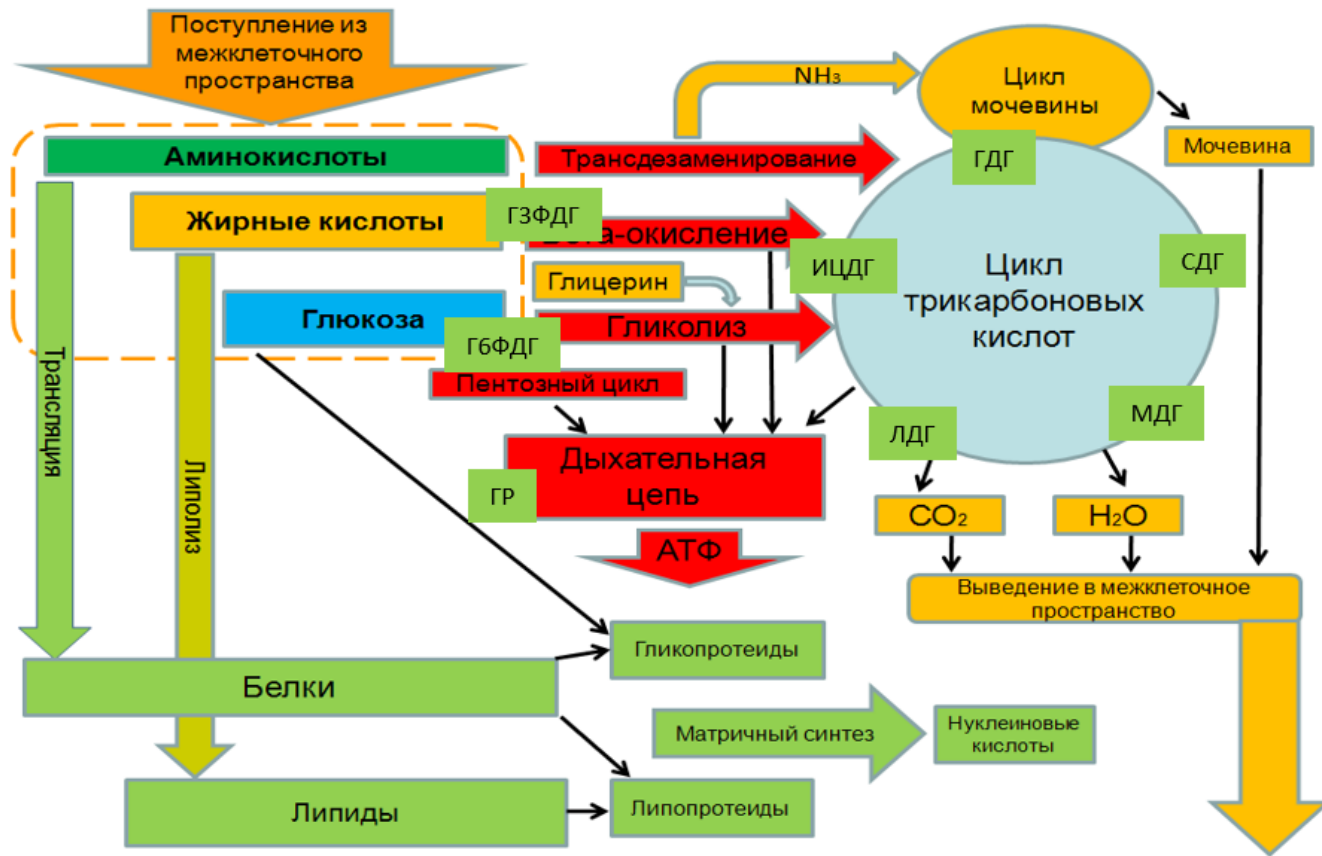 Поступление из
межклеточного
пространства
NH₃
Цикл
мочевины
Мочевина
Аминокислоты
Трансдезаменирование
ГДГ
Жирные кислоты
Г3ФДГ
Бета-окисление
ИЦДГ
СДГ
Цикл
трикарбоновых
кислот
Глицерин
Глюкоза
Гликолиз
Г6ФДГ
Пентозный цикл
Трансляция
Липолиз
ЛДГ
МДГ
Дыхательная
цепь
ГР
CO₂
H₂O
АТФ
Выведение в межклеточное
пространство
Гликопротеиды
Белки
Матричный синтез
Нуклеиновые
кислоты
Липиды
Липопротеиды